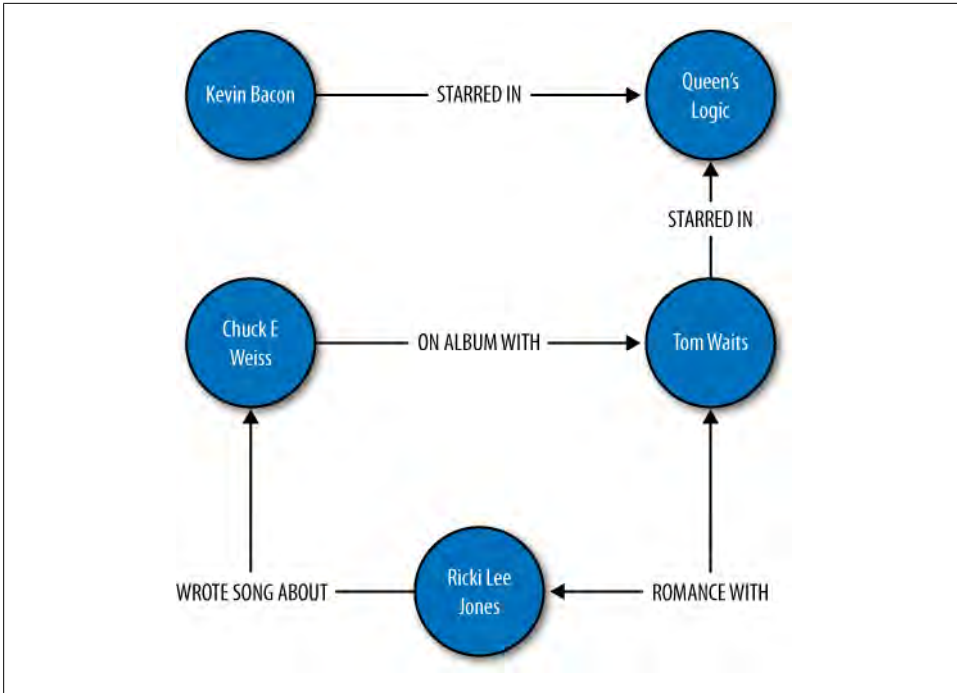 Kevin Bacon
STARRED IN
Queen's
Logic
STARRED IN
Chuck E
Weiss
ON ALBUM WITH
Tom Waits
WROTE SONG ABOUT
Ricki Lee
Jones
ROMANCE WITH